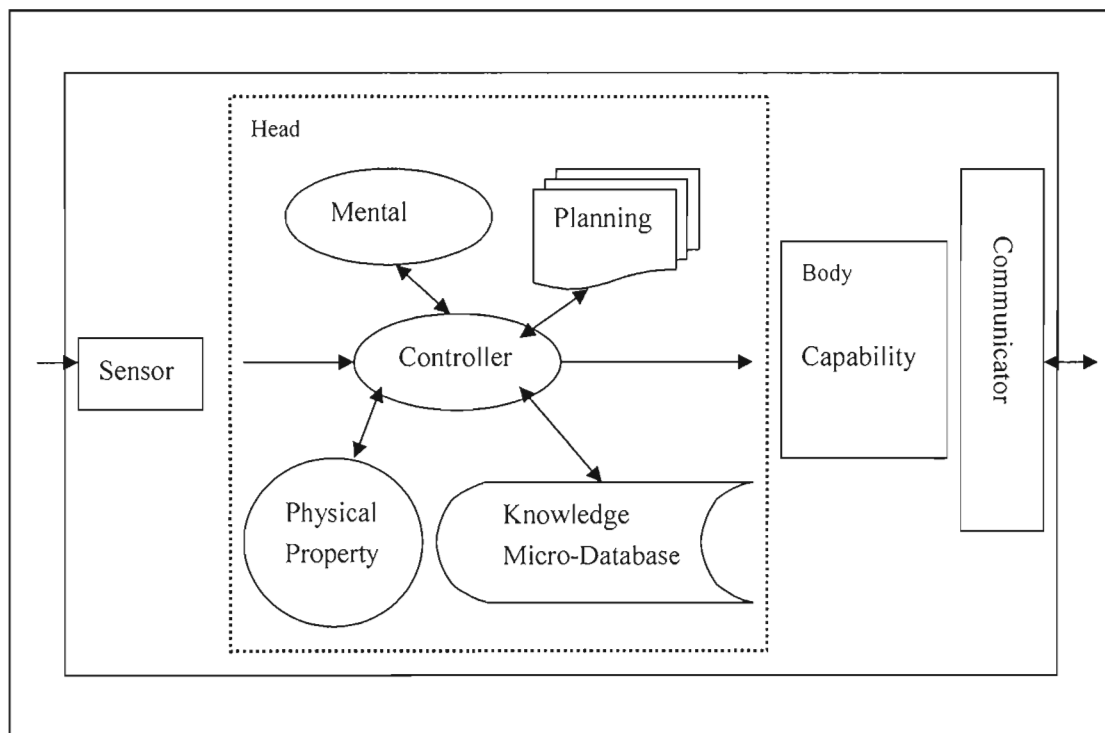 Head
Mental
Planning
Sensor
Controller
Body
Capability
Communicator
Physical
Property
Knowledge
Micro-Database